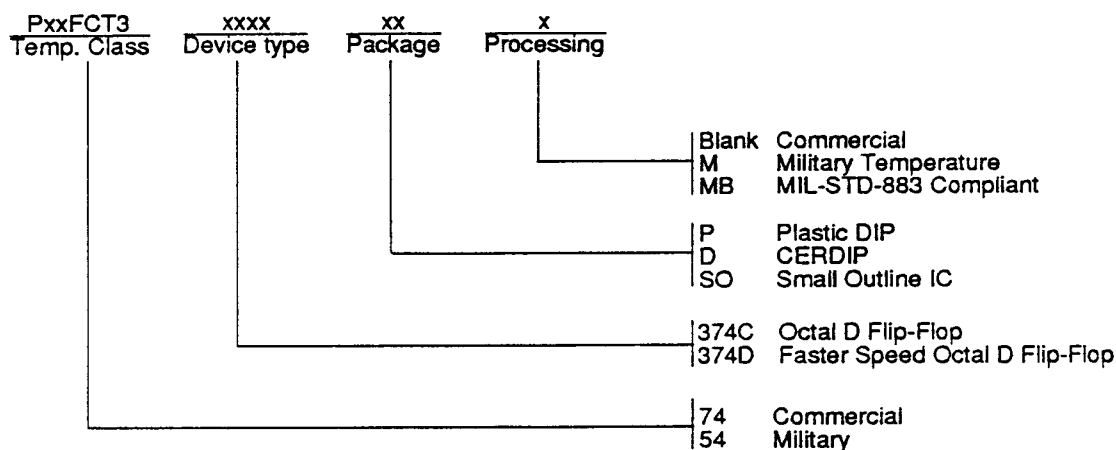 PxxFCT3 xxxx xx x
Temp. Class Device type Package Processing
Blank Commercial
M Military Temperature
MB MIL-STD-883 Compliant
P Plastic DIP
D CERDIP
SO Small Outline IC
374C Octal D Flip-Flop
374D Faster Speed Octal D Flip-Flop
74 Commercial
54 Military